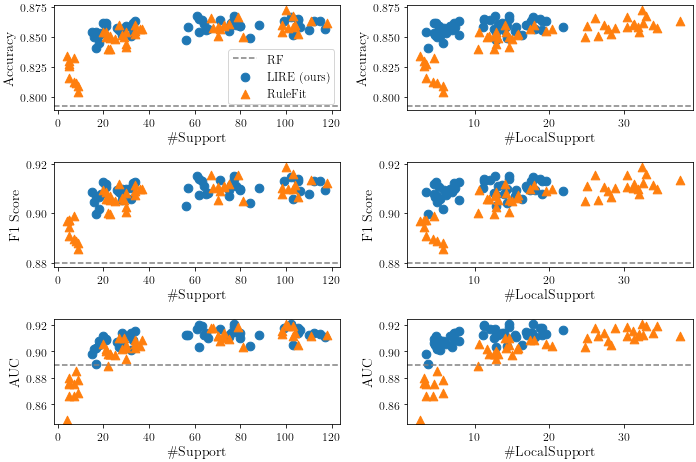 0.875
0.850
0.825
0.800
Accuracy
0 20 40 60 80 100 120
#Support
RF
LIRE (ours)
RuleFit
0.875
0.850
0.825
0.800
Accuracy
10 20 30
#LocalSupport
0.92
0.90
0.88
F1 Score
0 20 40 60 80 100 120
#Support
0.92
0.90
0.88
F1 Score
10 20 30
#LocalSupport
0.92
0.90
0.88
0.86
AUC
0 20 40 60 80 100 120
#Support
0.92
0.90
0.88
0.86
AUC
10 20 30
#LocalSupport